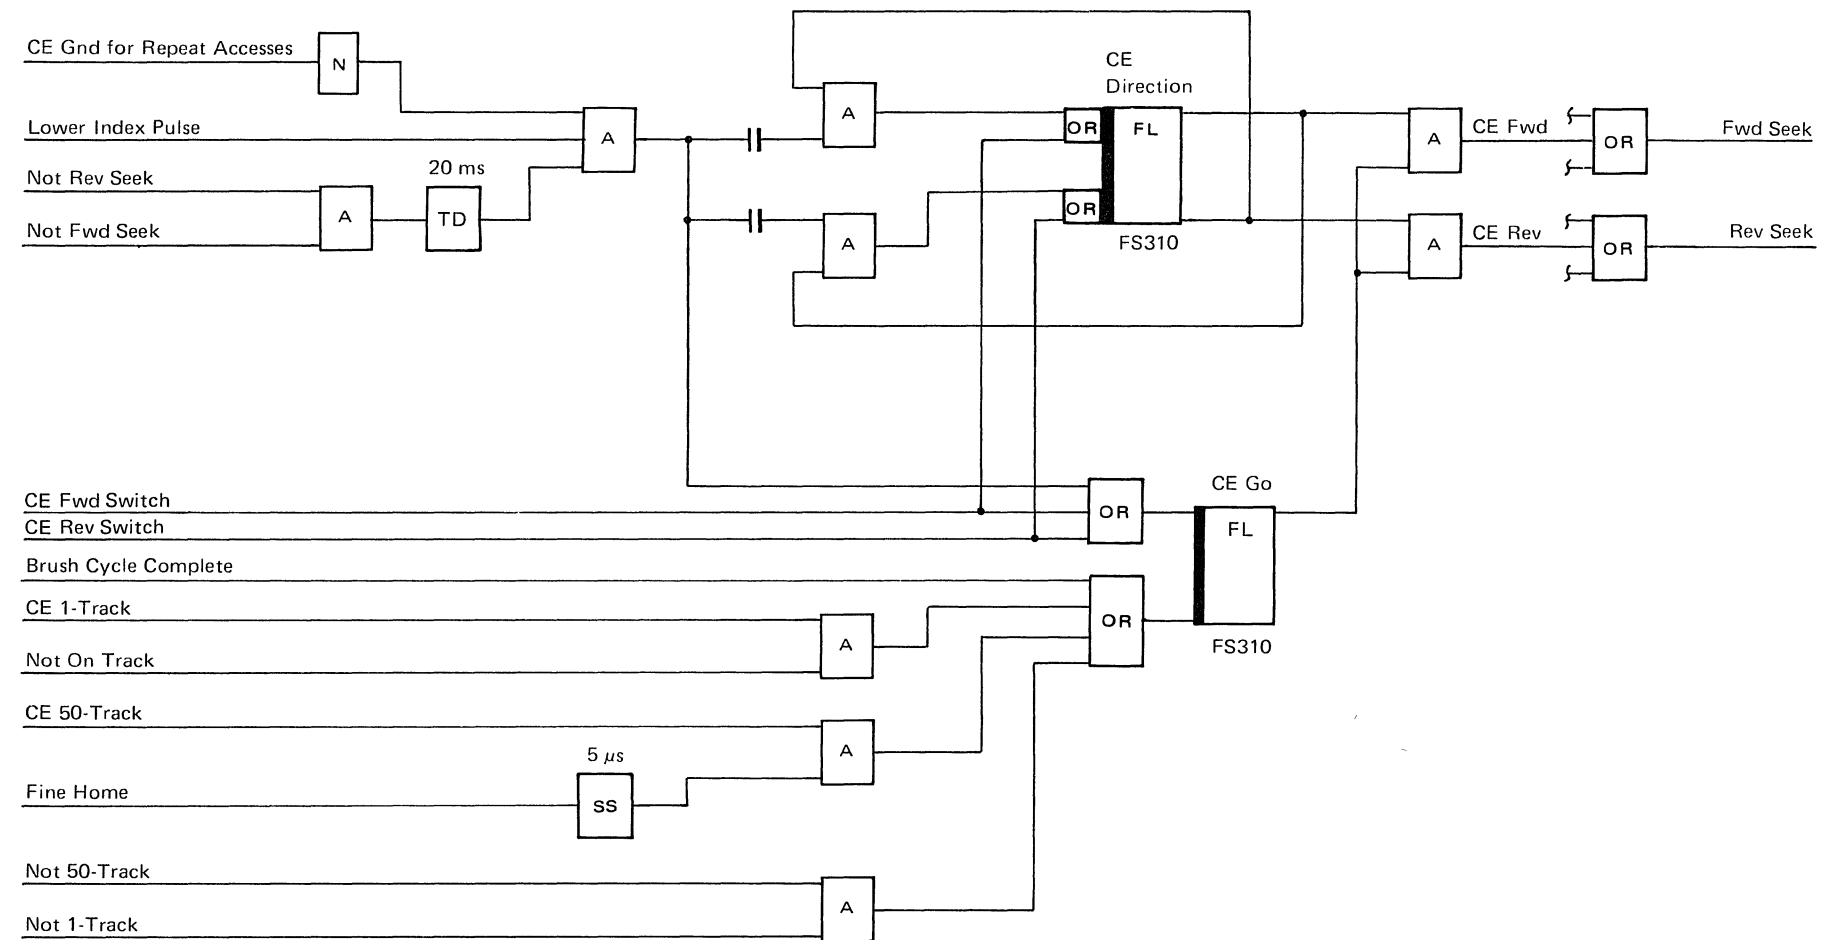 CE Gnd for Repeat Accesses
N
Lower Index Pulse
A
Not Rev Seek
Not Fwd Seek
A
20 ms
TD
A
A
CE
Direction
OR
OR
FL
FS310
A
CE Fwd
OR
Fwd Seek
A
CE Rev
OR
Rev Seek
CE Fwd Switch
CE Rev Switch
OR
CE Go
FL
FS310
Brush Cycle Complete
OR
CE 1-Track
Not On Track
A
CE 50-Track
A
5 µs
Fine Home
SS
Not 50-Track
Not 1-Track
A